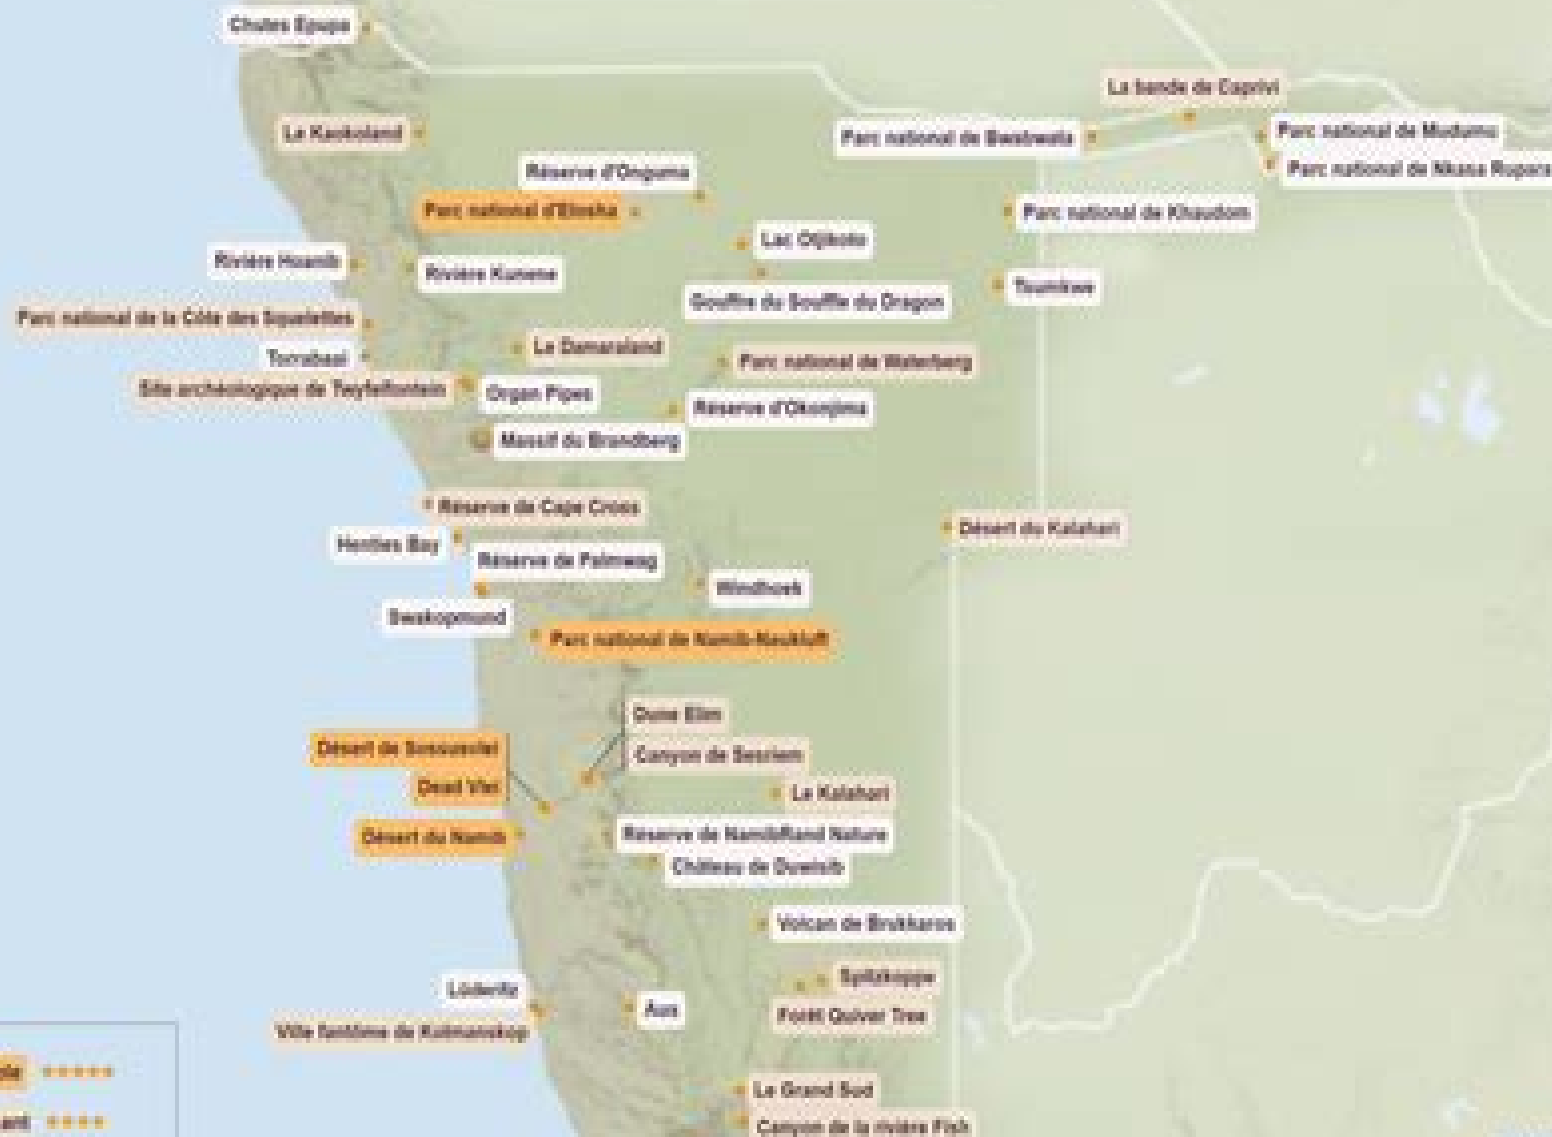 Chutes Epupa
La bande de Caprivi
Le Kaokoland
Parc national de Bwabwata
Parc national de Mudumu
Parc national de Nkasa Rupara
Réserve d'Onguma
Parc national d'Etosha
Parc national de Khaudom
Lac Otjikoto
Rivière Hoanib
Rivière Kunene
Gouffre du Souffle du Dragon
Tsumkwe
Parc national de la Côte des Squelettes
Torrabaai
Le Damaraland
Parc national de Waterberg
Site archéologique de Twyfelfontein
Organ Pipes
Réserve d'Okonjima
Massif du Brandberg
Réserve de Cape Cross
Désert du Kalahari
Henties Bay
Réserve de Palmwag
Windhoek
Swakopmund
Parc national de Namib-Naukluft
Dune Elim
Désert de Sossusvlei
Canyon de Sesriem
Dead Vlei
Le Kalahari
Désert du Namib
Réserve de NamibRand Nature
Château de Duwisib
Volcan de Brukkaros
Spitzkoppe
Lüderitz
Aus
Forêt Quiver Tree
Ville fantôme de Kolmanskop
Le Grand Sud
Canyon de la rivière Fish